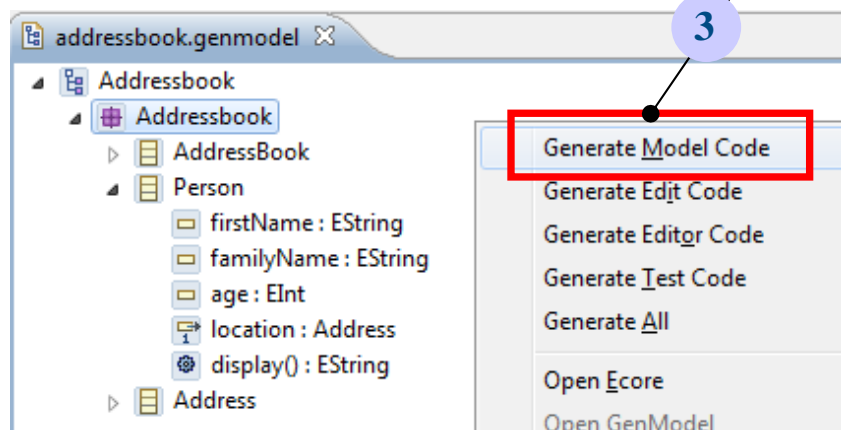 addressbook.genmodel
3
Addressbook
Addressbook
AddressBook
Person
firstName : EString
familyName : EString
age : EInt
1
location : Address
display() : EString
Address
Generate Model Code
Generate Edit Code
Generate Editor Code
Generate Test Code
Generate All
Open Ecore
Open GenModel